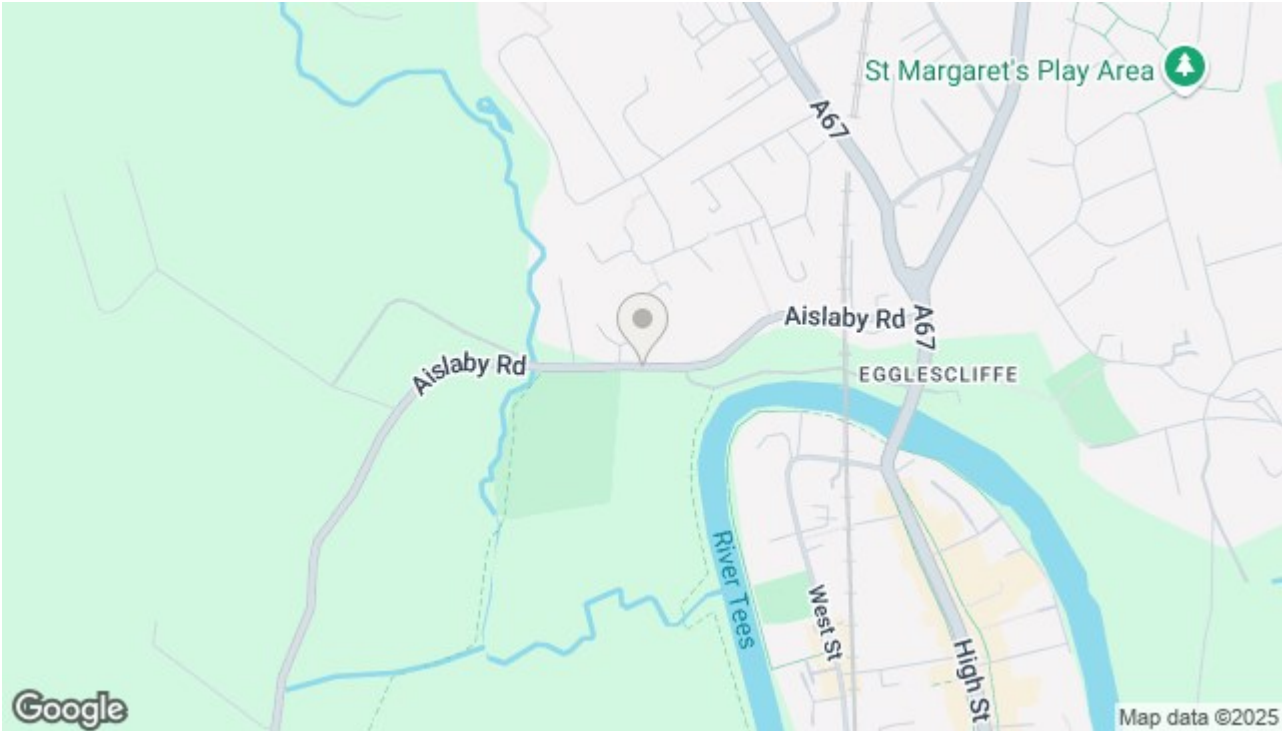 St Margaret's Play Area
A67
Aislaby Rd
A67
Aislaby Rd
EGGLESCLIFFE
River Tees
West St
High St
Google
Map data ©2025